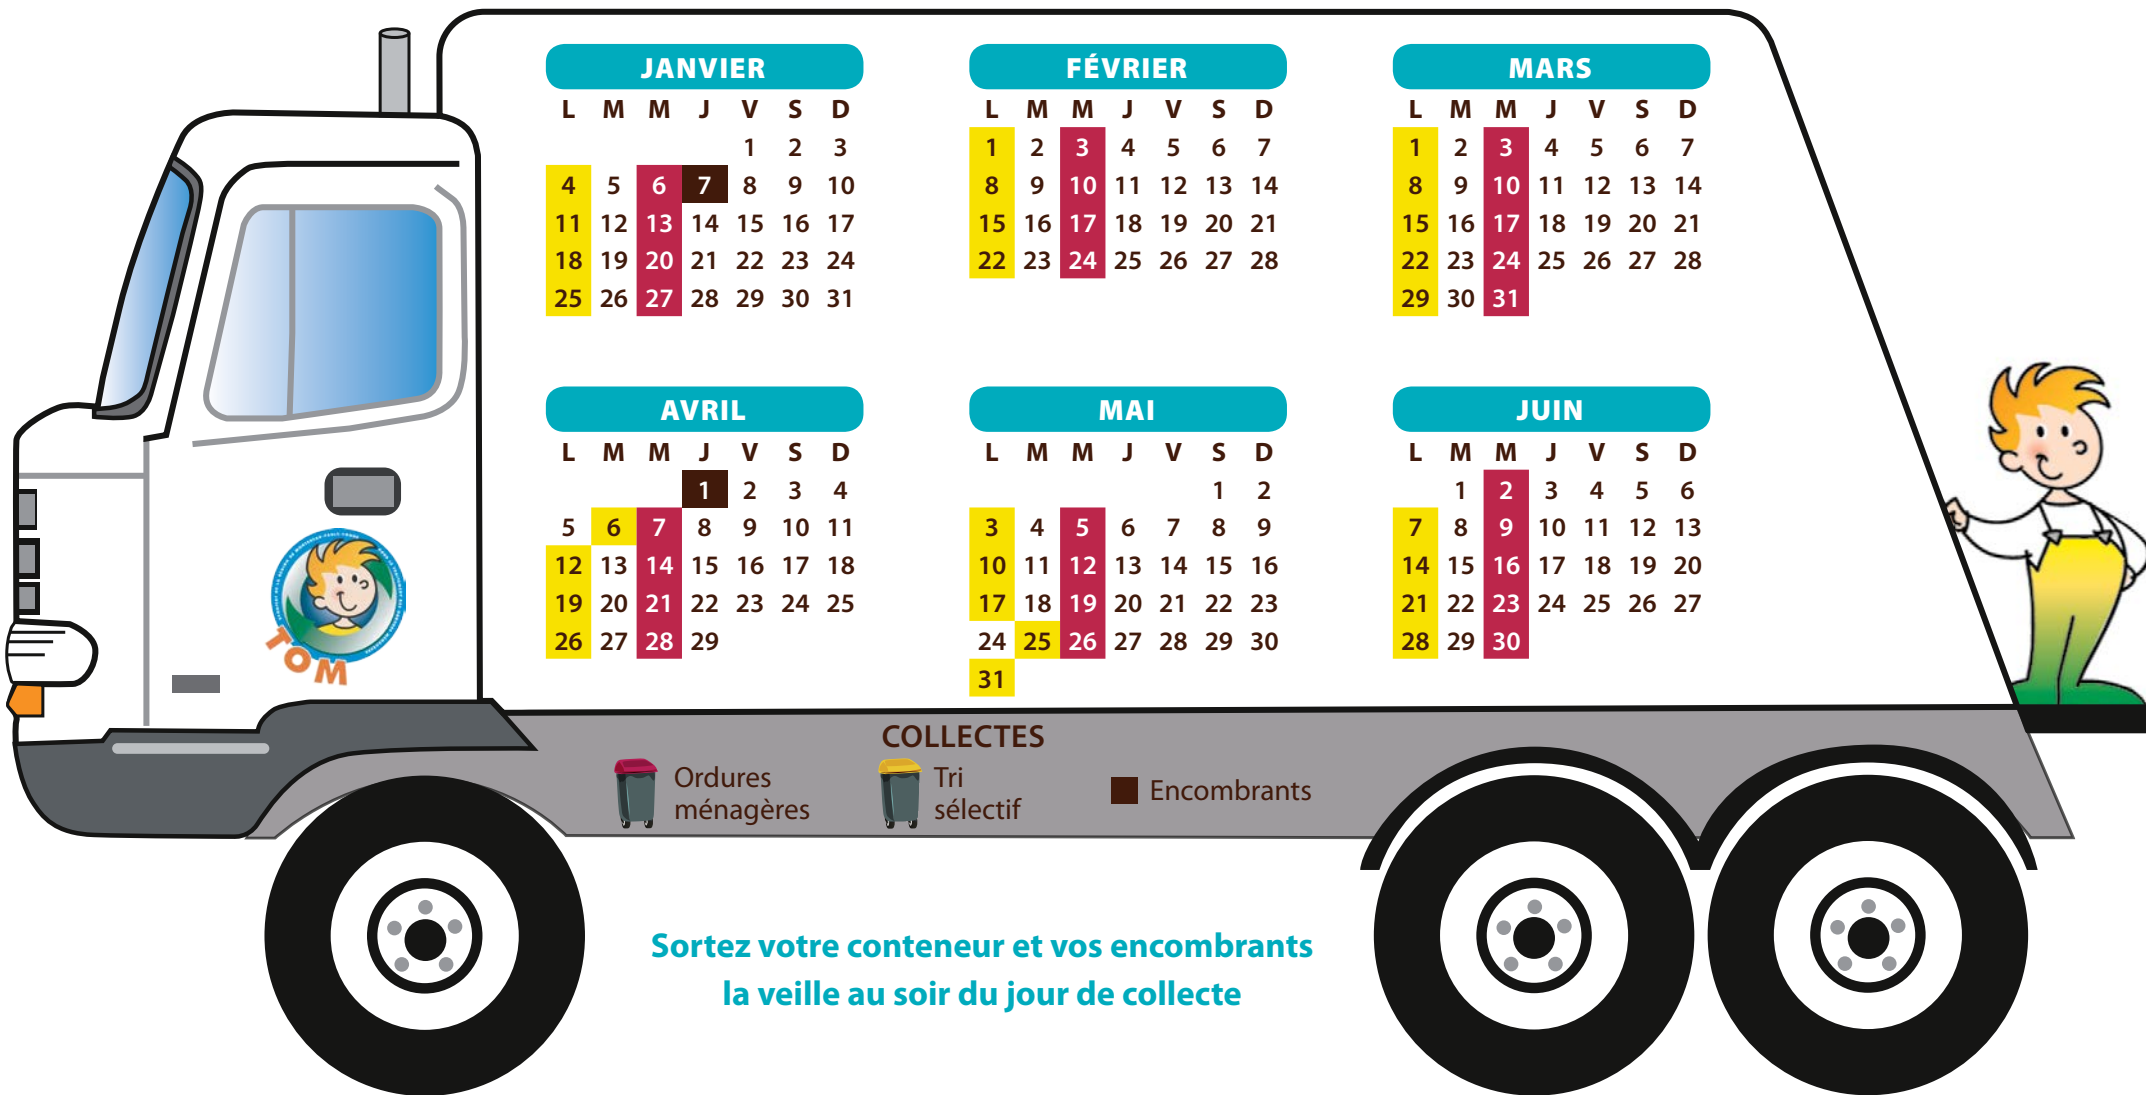 JANVIER
L M M J V S D
1 2 3
4 5 6 7 8 9 10
11 12 13 14 15 16 17
18 19 20 21 22 23 24
25 26 27 28 29 30 31
FÉVRIER
L M M J V S D
1 2 3 4 5 6 7
8 9 10 11 12 13 14
15 16 17 18 19 20 21
22 23 24 25 26 27 28
MARS
L M M J V S D
1 2 3 4 5 6 7
8 9 10 11 12 13 14
15 16 17 18 19 20 21
22 23 24 25 26 27 28
29 30 31
AVRIL
L M M J V S D
1 2 3 4
5 6 7 8 9 10 11
12 13 14 15 16 17 18
19 20 21 22 23 24 25
26 27 28 29
MAI
L M M J V S D
1 2
3 4 5 6 7 8 9
10 11 12 13 14 15 16
17 18 19 20 21 22 23
24 25 26 27 28 29 30
31
JUIN
L M M J V S D
1 2 3 4 5 6
7 8 9 10 11 12 13
14 15 16 17 18 19 20
21 22 23 24 25 26 27
28 29 30
TOM
COLLECTES
Ordures
ménagères
Tri
sélectif
Encombrants
Sortez votre conteneur et vos encombrants
la veille au soir du jour de collecte